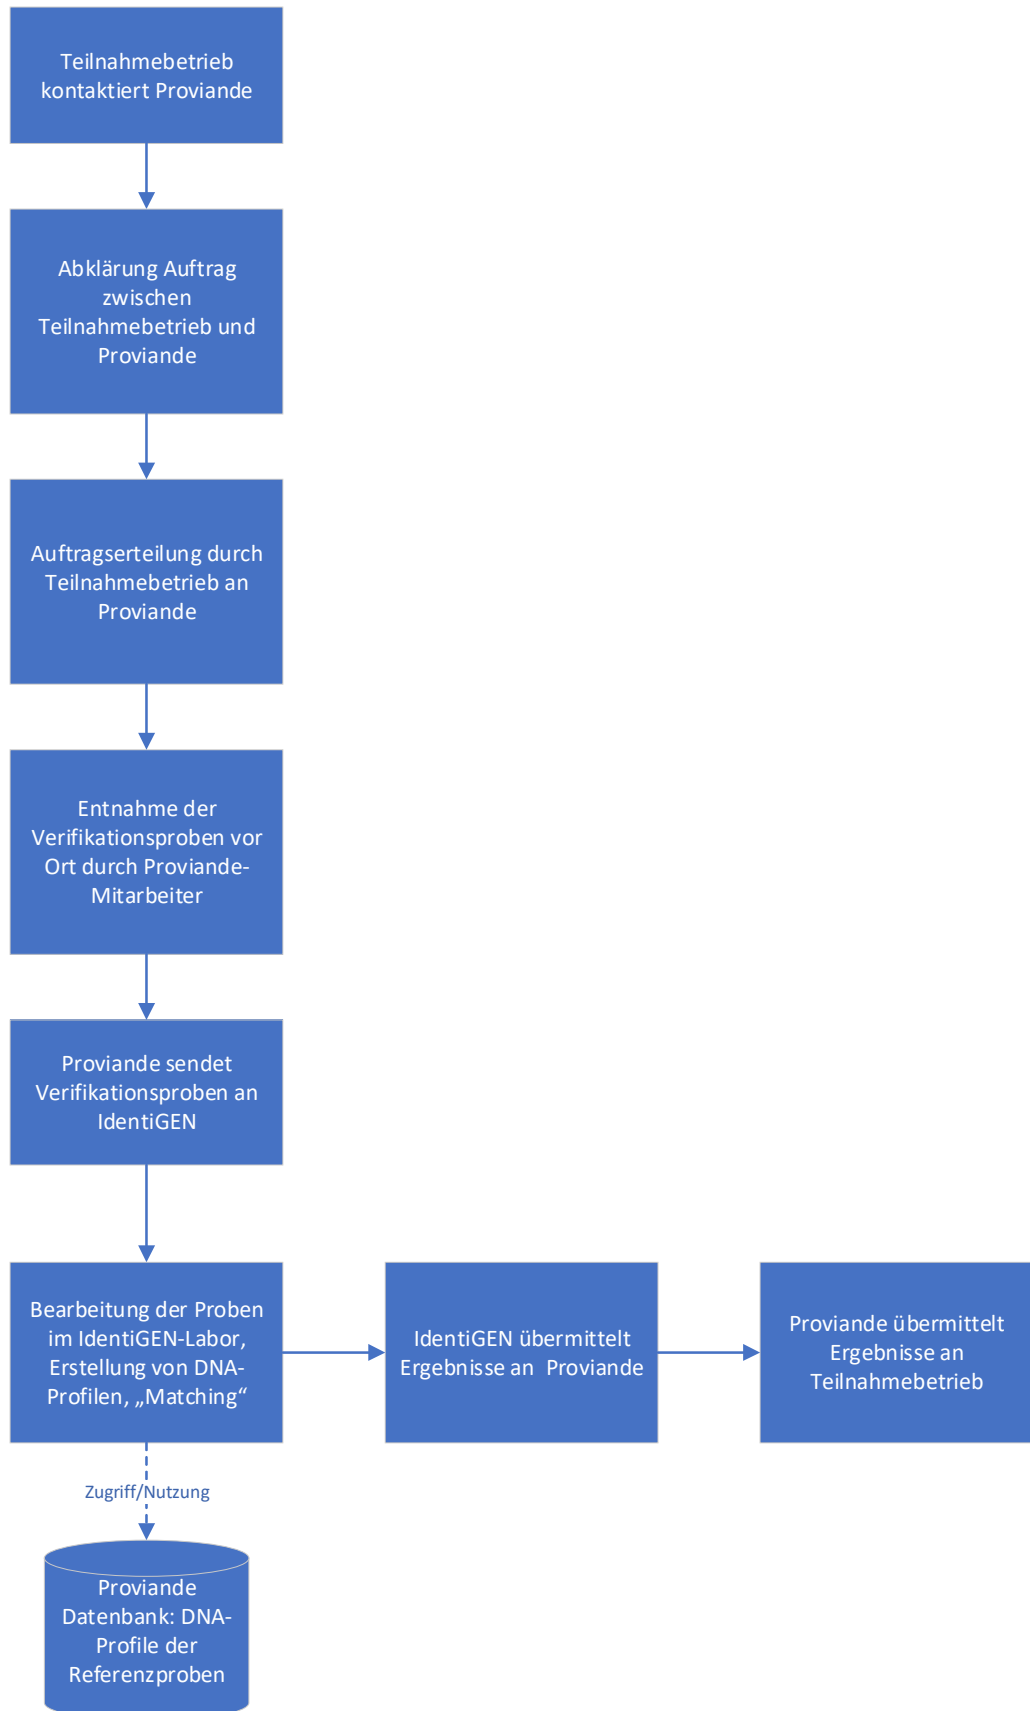 Teilnahmebetrieb
kontaktiert Proviande
Abklärung Auftrag
zwischen
Teilnahmebetrieb und
Proviande
Auftragserteilung durch
Teilnahmebetrieb an
Proviande
Entnahme der
Verifikationsproben vor
Ort durch Proviande-
Mitarbeiter
Proviande sendet
Verifikationsproben an
IdentiGEN
Bearbeitung der Proben
im IdentiGEN-Labor,
Erstellung von DNA-
Profilen, „Matching“
IdentiGEN übermittelt
Ergebnisse an Proviande
Proviande übermittelt
Ergebnisse an
Teilnahmebetrieb
Zugriff/Nutzung
Proviande
Datenbank: DNA-
Profile der
Referenzproben